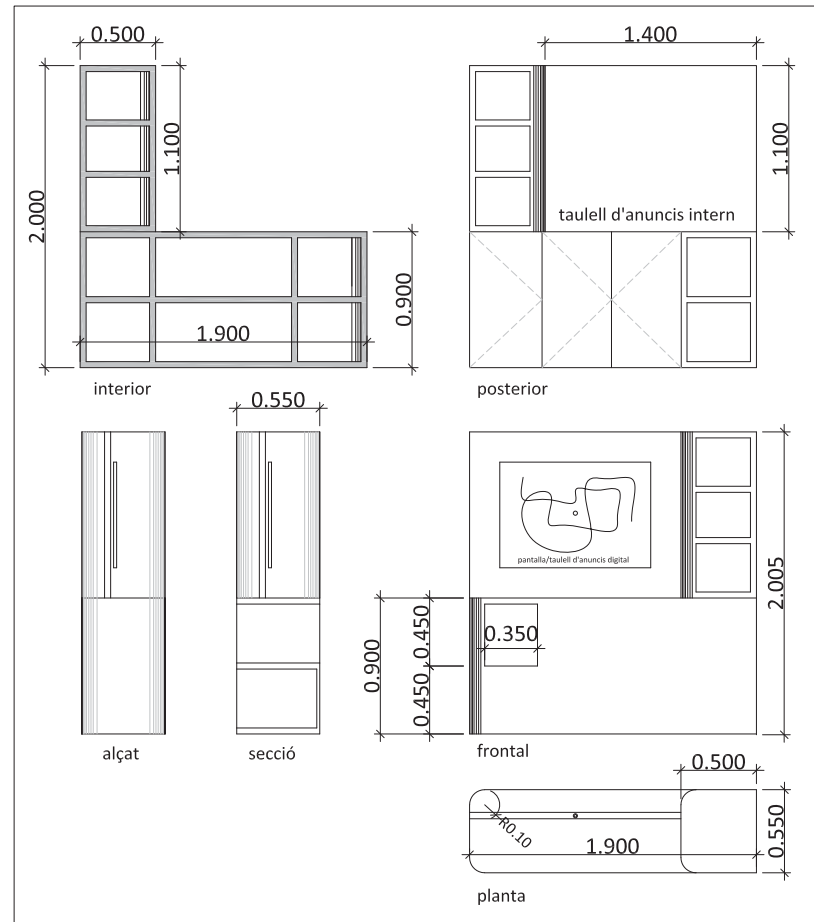 0.500
1.400
2.000
1.100
1.100
taulell d'anuncis intern
0.900
1.900
interior
posterior
0.550
pantalla/taulell d'anuncis digital
2.005
0.900
0.450
0.350
0.450
alçat
secció
frontal
0.500
R0.10
1.900
0.550
planta